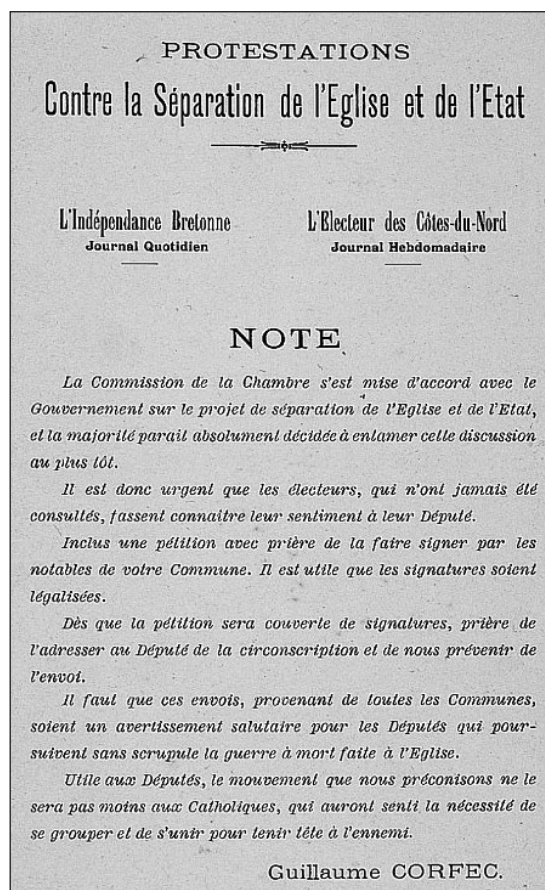 PROTESTATIONS
Contre la Séparation de l'Eglise et de l'Etat
L'Indépendance Bretonne
Journal Quotidien
L'Electeur des Côtes-du-Nord
Journal Hebdomadaire
NOTE
La Commission de la Chambre s'est mise d'accord avec le
Gouvernement sur le projet de séparation de l'Eglise et de l'Etat,
et la majorité parait absolument décidée à entamer cette discussion
au plus tôt.
Il est donc urgent que les électeurs, qui n'ont jamais été
consultés, fassent connaitre leur sentiment à leur Député.
Inclus une pétition avec prière de la faire signer par les
notables de votre Commune. Il est utile que les signatures soient
légalisées.
Dès que la pétition sera couverte de signatures, prière de
l'adresser au Député de la circonscription et de nous prévenir de
l'envoi.
Il faut que ces envois, provenant de toutes les Communes,
soient un avertissement salutaire pour les Députés qui pour-
suivent sans scrupule la guerre à mort faite à l'Eglise.
Utile aux Députés, le mouvement que nous préconisons ne le
sera pas moins aux Catholiques, qui auront senti la nécessité de
se grouper et de s'unir pour tenir tête à l'ennemi.
Guillaume CORFEC.